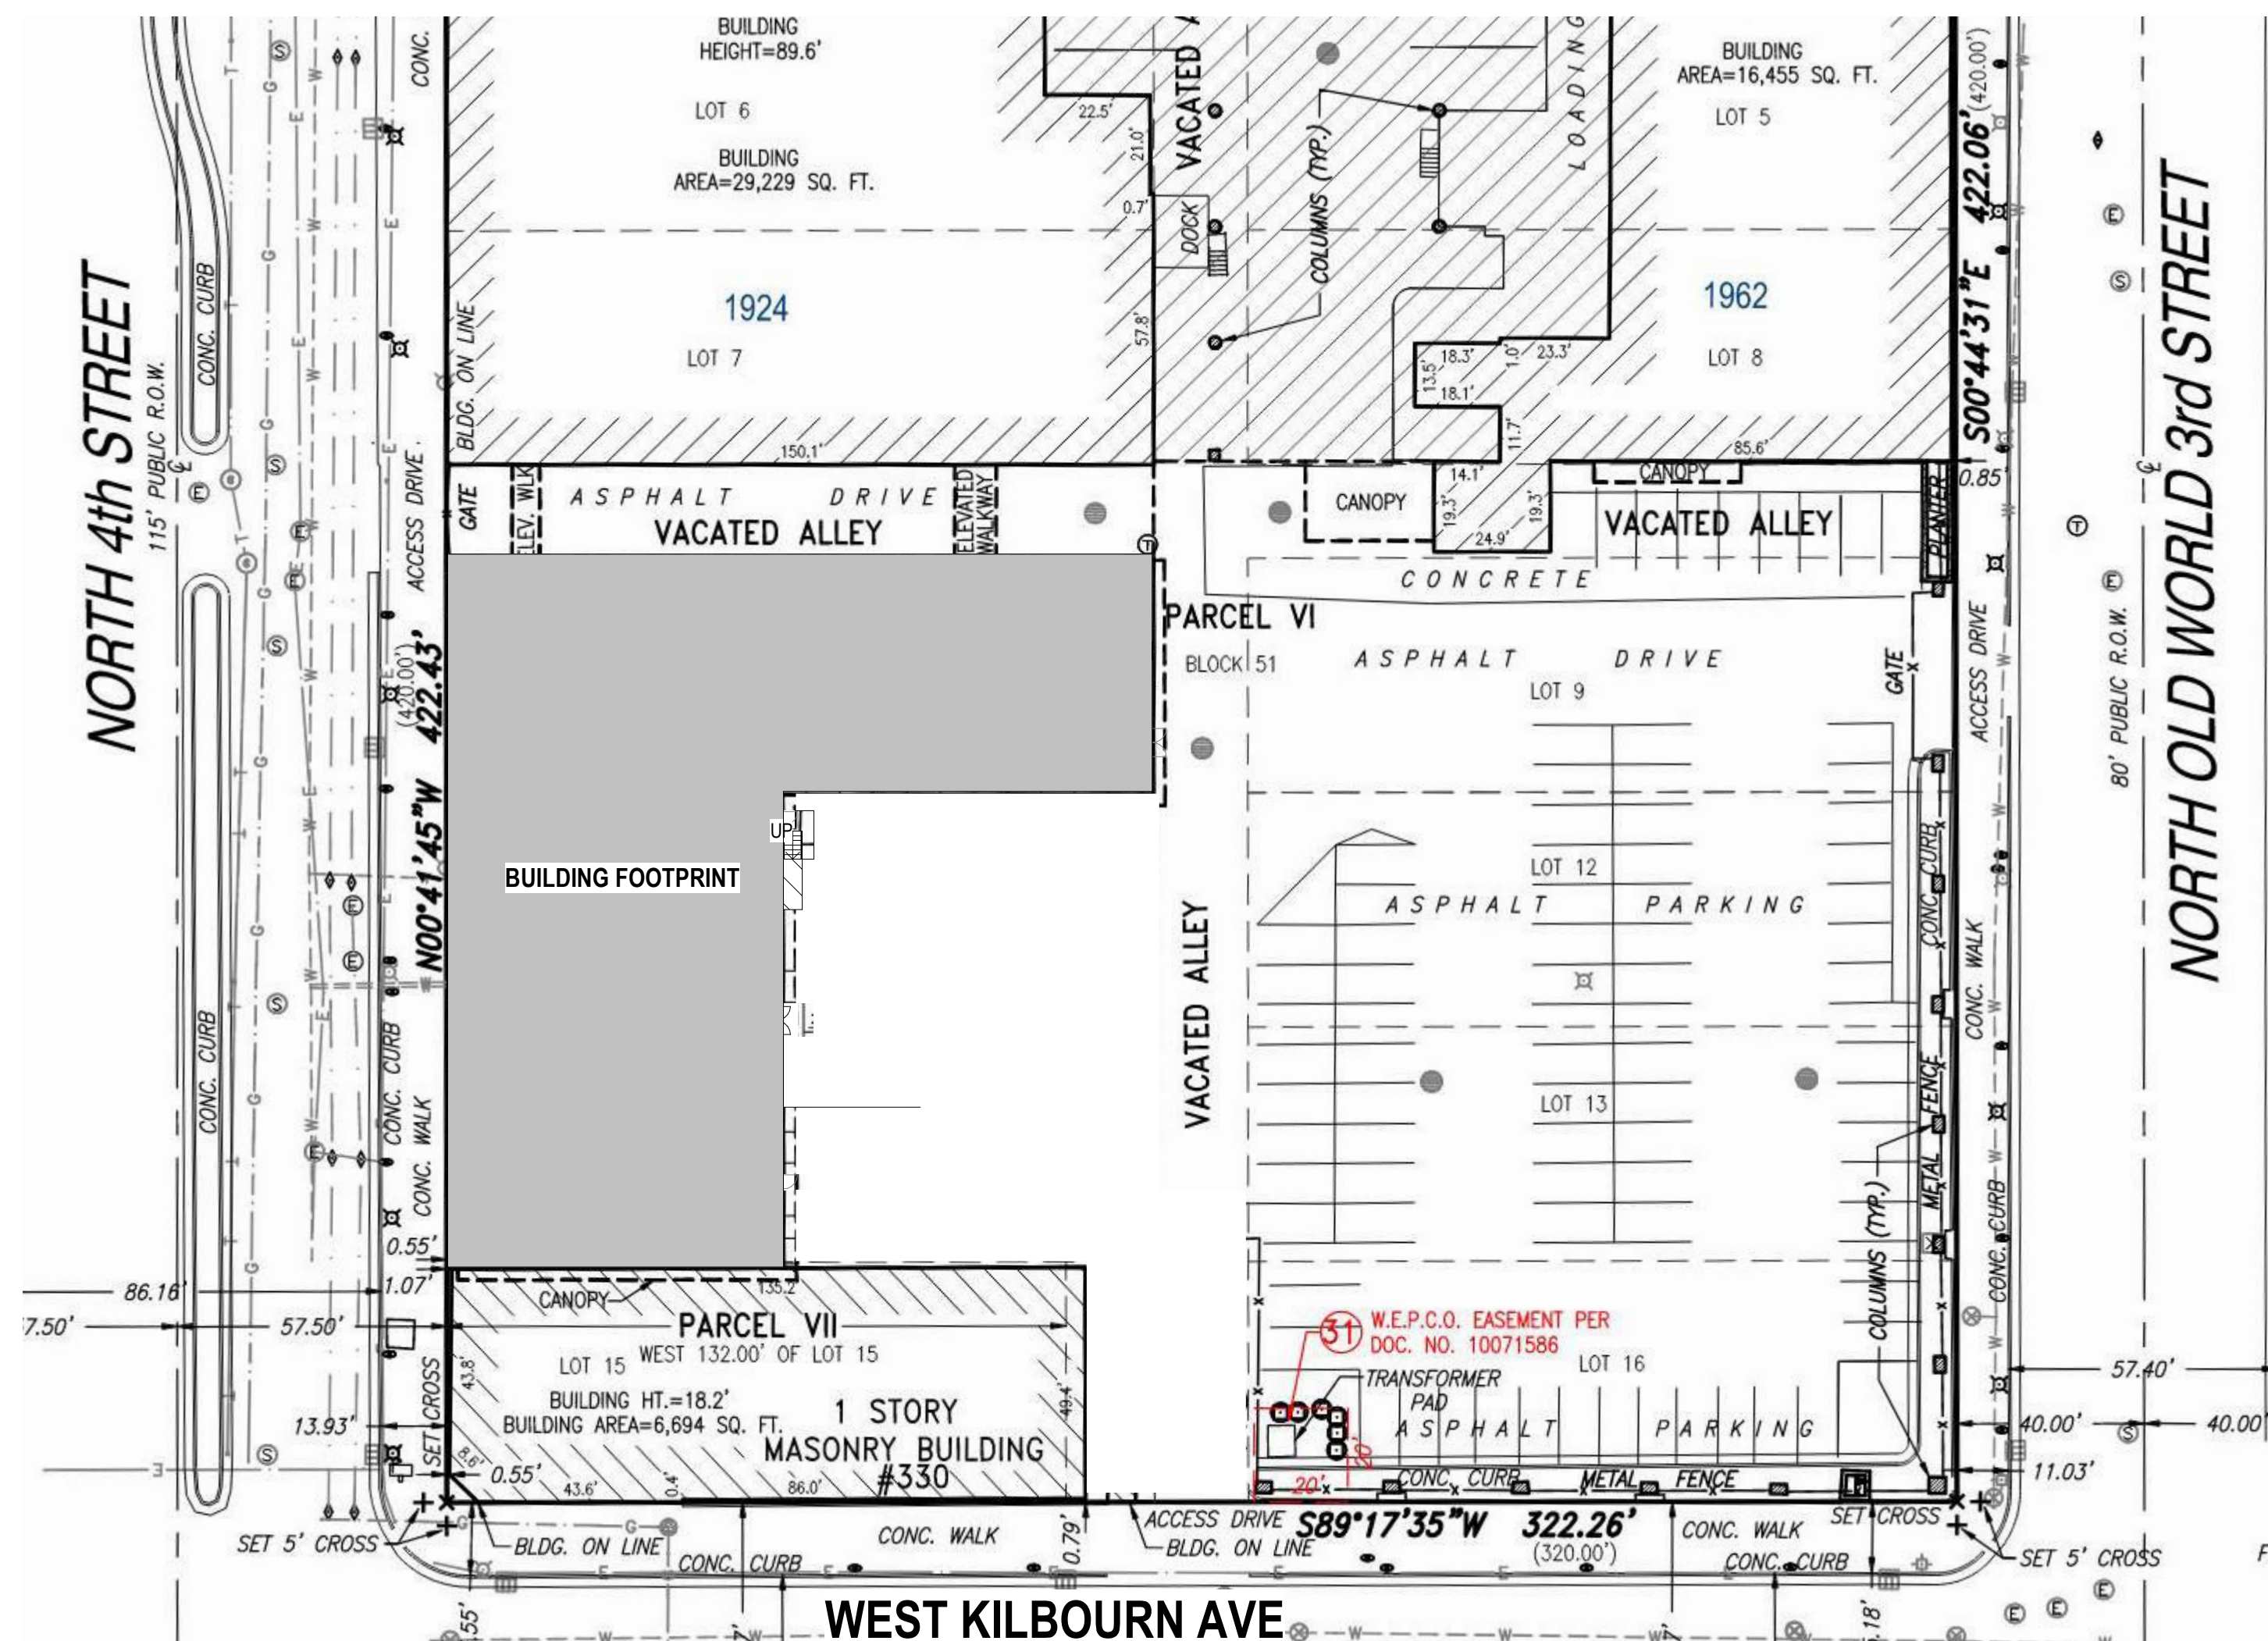 BUILDING
HEIGHT=89.6'
LOT 6
BUILDING
AREA=29,229 SQ. FT.
22.5'
21.0'
0.7'
DOCK
57.8'
COLUMNS (TYP.)
LOADING
BUILDING
AREA=16,455 SQ. FT.
LOT 5
S00°44'31"E 422.06'
(420.00')
NORTH 4th STREET
115' PUBLIC R.O.W.
CONC. CURB
CONC.
BLDG. ON LINE
1924
LOT 7
150.1'
18.3'
1.0'
23.3'
13.5'
18.1'
11.7'
1962
LOT 8
85.6'
0.85'
NORTH OLD WORLD 3rd STREET
80' PUBLIC R.O.W.
ACCESS DRIVE
GATE
ASPHALT DRIVE
VACATED ALLEY
ELEVATED
WALKWAY
CANOPY
14.1'
19.3'
19.3'
24.9'
CANOPY
VACATED ALLEY
PLANTER
CONCRETE
PARCEL VI
BLOCK 51
ASPHALT DRIVE
LOT 9
GATE
ACCESS DRIVE
N00°41'45"W 422.43'
(420.00')
UP
BUILDING FOOTPRINT
LOT 12
ASPHALT PARKING
VACATED ALLEY
LOT 13
CONC. CURB
CONC. WALK
METAL FENCE
CONC. CURB
COLUMNS (TYP.)
CONC. CURB
CONC. CURB
CONC. WALK
0.55'
1.07'
86.16'
57.50'
CANOPY
135.2'
PARCEL VII
LOT 15
WEST 132.00' OF LOT 15
43.8'
49.4'
BUILDING HT.=18.2'
BUILDING AREA=6,694 SQ. FT.
1 STORY
MASONRY BUILDING
#330
SET CROSS
13.93'
8.6'
0.55'
43.6'
0.4'
86.0'
31
W.E.P.C.O. EASEMENT PER
DOC. NO. 10071586
LOT 16
TRANSFORMER
PAD
ASPHALT PARKING
20'
20'
CONC. CURB
METAL FENCE
57.40'
40.00'
40.00'
11.03'
SET 5' CROSS
BLDG. ON LINE
CONC. CURB
CONC. WALK
0.79'
ACCESS DRIVE
BLDG. ON LINE
S89°17'35"W 322.26'
(320.00')
CONC. WALK
SET CROSS
CONC. CURB
SET 5' CROSS
WEST KILBOURN AVE